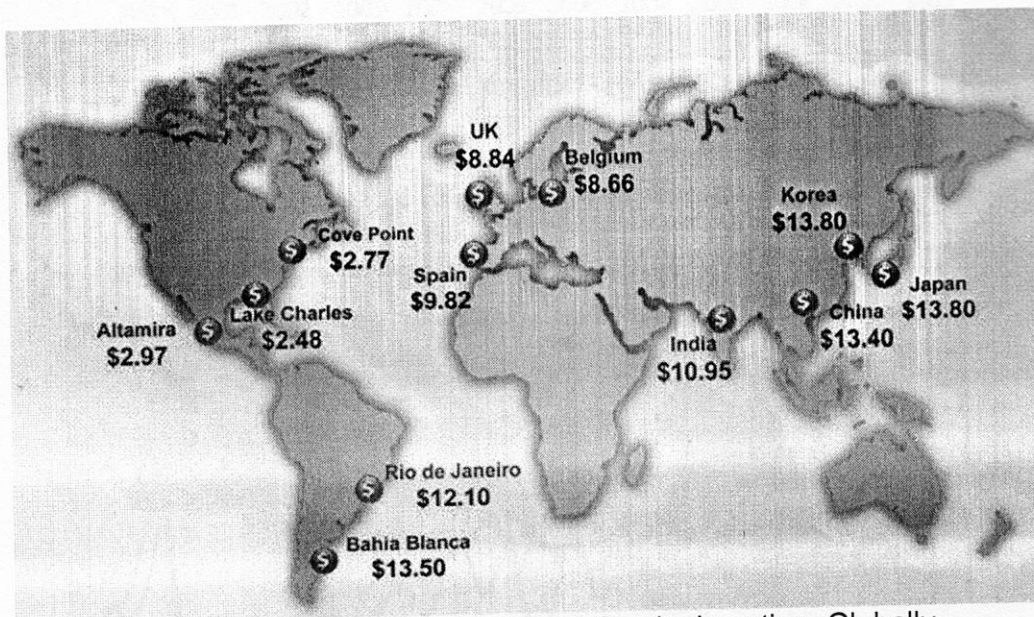 UK
$8.84
Belgium
$8.66
Korea
$13.80
Cove Point
$2.77
Spain
$9.82
Japan
$13.80
Altamira
$2.97
Lake Charles
$2.48
China
$13.40
India
$10.95
Rio de Janeiro
$12.10
Bahia Blanca
$13.50
Globally